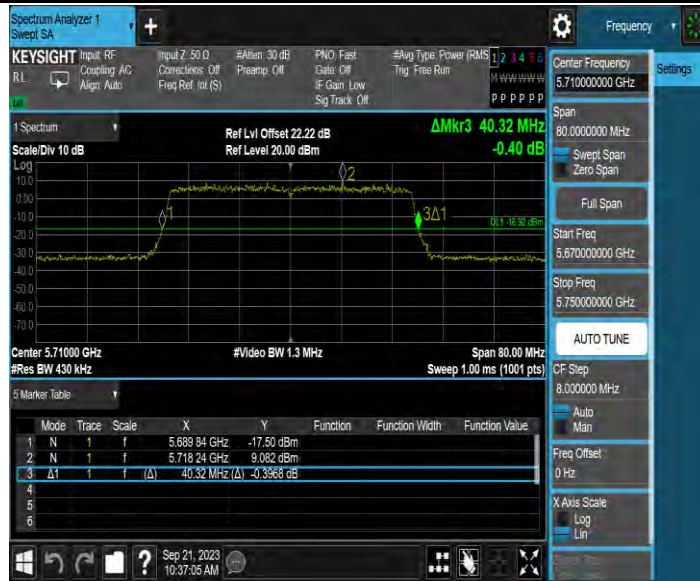 Spectrum Analyzer 1
Swept SA
+
Frequency
KEYSIGHT
RL
Input: RF
Coupling: AC
Align: Auto
Input Z: 50 Ω
Corrections: Off
Freq Ref: Int (S)
#Atten: 30 dB
Preamp: Off
PNO: Fast
Gate: Off
IF Gain: Low
Sig Track: Off
#Avg Type: Power (RMS
Trig: Free Run
1 2 3 4 5 6
M W W W W W
P P P P P P
1 Spectrum
Scale/Div 10 dB
Ref Lvl Offset 22.22 dB
Ref Level 20.00 dBm
ΔMkr3 40.32 MHz
-0.40 dB
Log
10.0
0.00
-10.0
-20.0
-30.0
-40.0
-50.0
-60.0
-70.0
1
2
3Δ1
Center 5.71000 GHz
#Res BW 430 kHz
#Video BW 1.3 MHz
Span 80.00 MHz
Sweep 1.00 ms (1001 pts)
5 Marker Table
Mode Trace Scale X Y Function Function Width Function Value
1 N 1 f 5.689 84 GHz -17.50 dBm
2 N 1 f 5.718 24 GHz 9.082 dBm
3 Δ1 1 f (Δ) 40.32 MHz (Δ) -0.3968 dB
4
5
6
Sep 21, 2023
10:37:05 AM
?
Center Frequency
5.710000000 GHz
Span
80.0000000 MHz
Swept Span
Zero Span
Full Span
Start Freq
5.670000000 GHz
Stop Freq
5.750000000 GHz
AUTO TUNE
CF Step
8.000000 MHz
Auto
Man
Freq Offset
0 Hz
X Axis Scale
Log
Lin
Settings